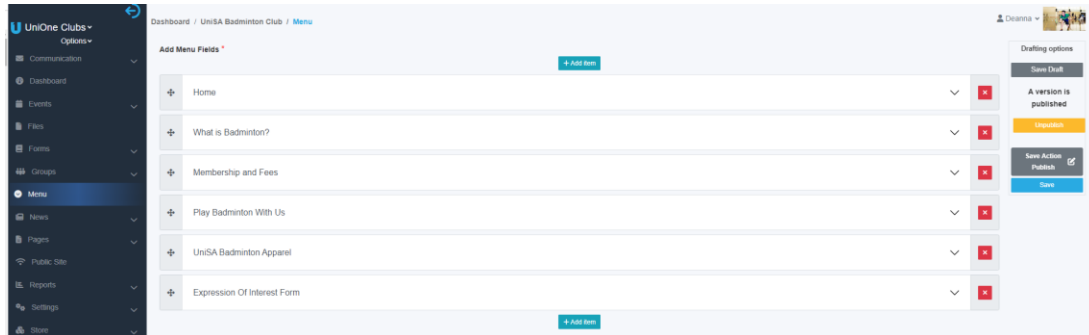 UniOne Clubs
Options
Communication
Dashboard
Events
Files
Forms
Groups
Menu
News
Pages
Public Site
Reports
Settings
Store
Dashboard / UniSA Badminton Club / Menu
Deanna
Add Menu Fields *
+ Add item
Home
What is Badminton?
Membership and Fees
Play Badminton With Us
UniSA Badminton Apparel
Expression Of Interest Form
+ Add item
Drafting options
Save Draft
A version is
published
Unpublish
Save Action
Publish
Save